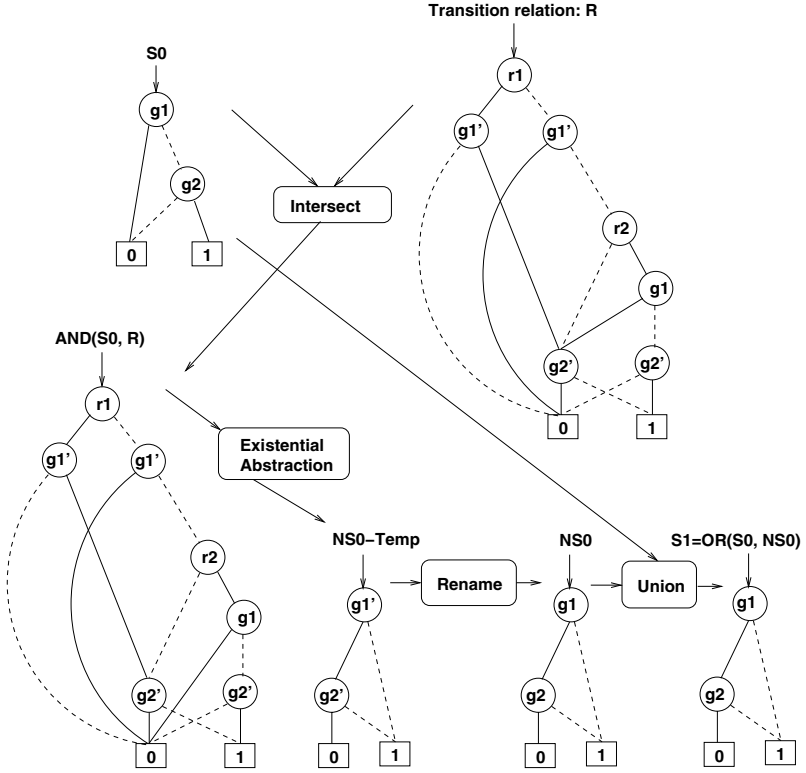 Transition relation: R
S0
r1
g1
g1'
g1'
g2
Intersect
r2
0
1
g1
AND(S0, R)
g2'
g2'
r1
0
1
g1'
g1'
Existential
Abstraction
NS0-Temp
NS0
S1=OR(S0, NS0)
r2
Rename
Union
g1'
g1
g1
g1
g2'
g2'
g2'
g2
g2
0
1
0
1
0
1
0
1